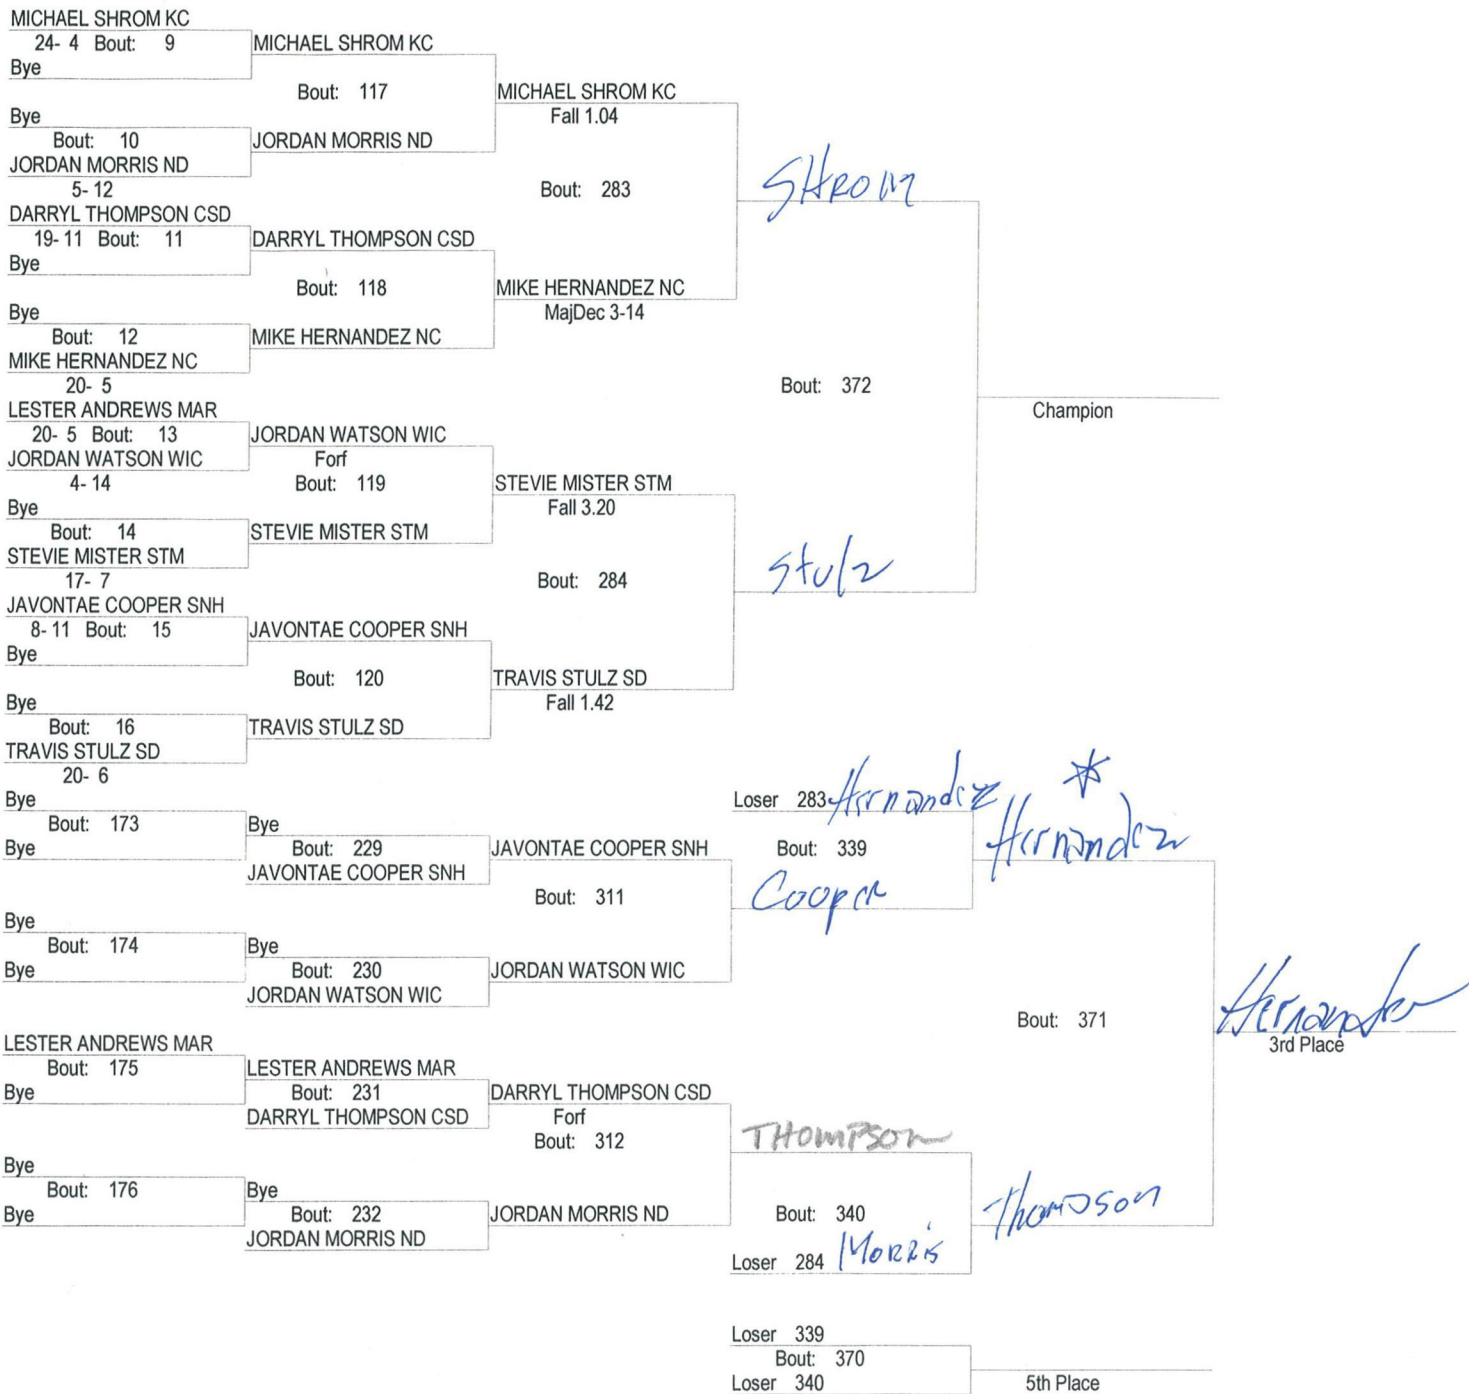 MICHAEL SHROM KC
24- 4 Bout: 9
Bye
MICHAEL SHROM KC
Bout: 117
Bye
Bout: 10
JORDAN MORRIS ND
5- 12
JORDAN MORRIS ND
MICHAEL SHROM KC
Fall 1.04
Bout: 283
DARRYL THOMPSON CSD
19- 11 Bout: 11
Bye
DARRYL THOMPSON CSD
Bout: 118
Bye
Bout: 12
MIKE HERNANDEZ NC
20- 5
MIKE HERNANDEZ NC
MIKE HERNANDEZ NC
MajDec 3-14
SHROM
Bout: 372
Champion
LESTER ANDREWS MAR
20- 5 Bout: 13
JORDAN WATSON WIC
4- 14
JORDAN WATSON WIC
Forf
Bout: 119
Bye
Bout: 14
STEVIE MISTER STM
17- 7
STEVIE MISTER STM
STEVIE MISTER STM
Fall 3.20
Bout: 284
JAVONTAE COOPER SNH
8- 11 Bout: 15
Bye
JAVONTAE COOPER SNH
Bout: 120
Bye
Bout: 16
TRAVIS STULZ SD
20- 6
TRAVIS STULZ SD
TRAVIS STULZ SD
Fall 1.42
Stulz
Bye
Bout: 173
Bye
Bye
Bout: 229
JAVONTAE COOPER SNH
JAVONTAE COOPER SNH
Bout: 311
Bye
Bout: 174
Bye
Bye
Bout: 230
JORDAN WATSON WIC
JORDAN WATSON WIC
Loser 283 Hernandez
Bout: 339
Cooper
Hernandez
Bout: 371
Hernandez
3rd Place
LESTER ANDREWS MAR
Bout: 175
Bye
LESTER ANDREWS MAR
Bout: 231
DARRYL THOMPSON CSD
DARRYL THOMPSON CSD
Forf
Bout: 312
Bye
Bout: 176
Bye
Bye
Bout: 232
JORDAN MORRIS ND
JORDAN MORRIS ND
THOMPSON
Bout: 340
Loser 284 Morris
Thompson
Loser 339
Bout: 370
Loser 340
5th Place